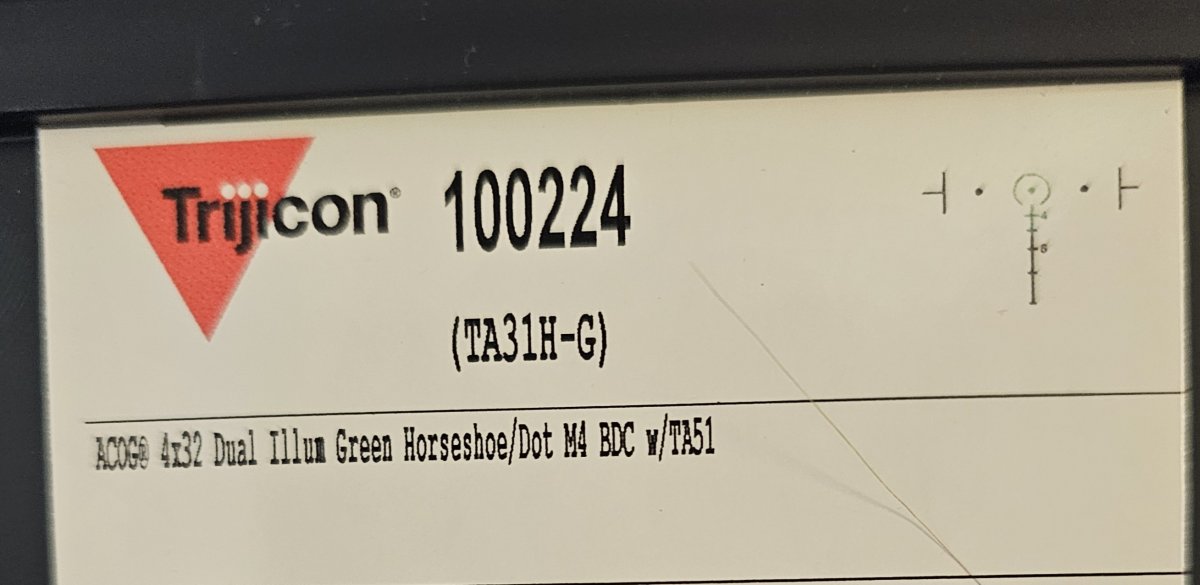 Trijicon® 100224
(TA31H-G)
ACOG® 4x32 Dual Illum Green Horseshoe/Dot M4 BDC w/TA51